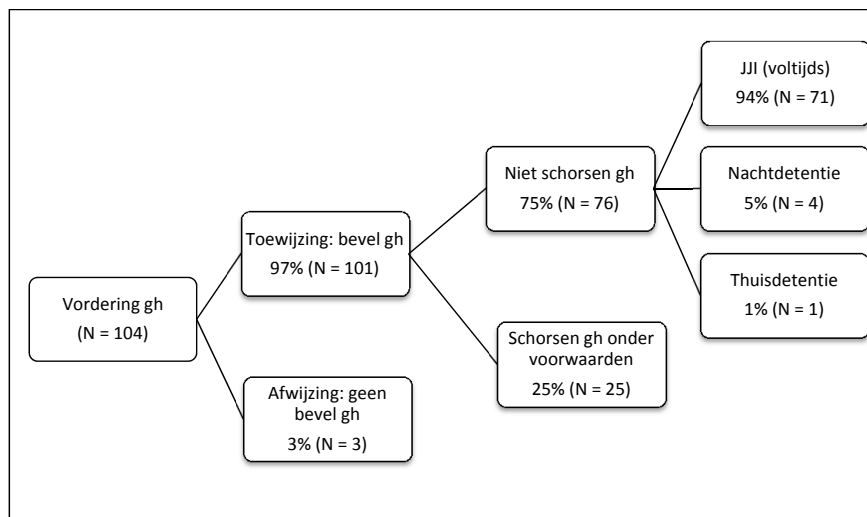 Vordering gh
(N = 104)
Toewijzing: bevel gh
97% (N = 101)
Afwijzing: geen
bevel gh
3% (N = 3)
Niet schorsen gh
75% (N = 76)
Schorsen gh onder
voorwaarden
25% (N = 25)
JJI (voltijds)
94% (N = 71)
Nachtdetentie
5% (N = 4)
Thuisdetentie
1% (N = 1)